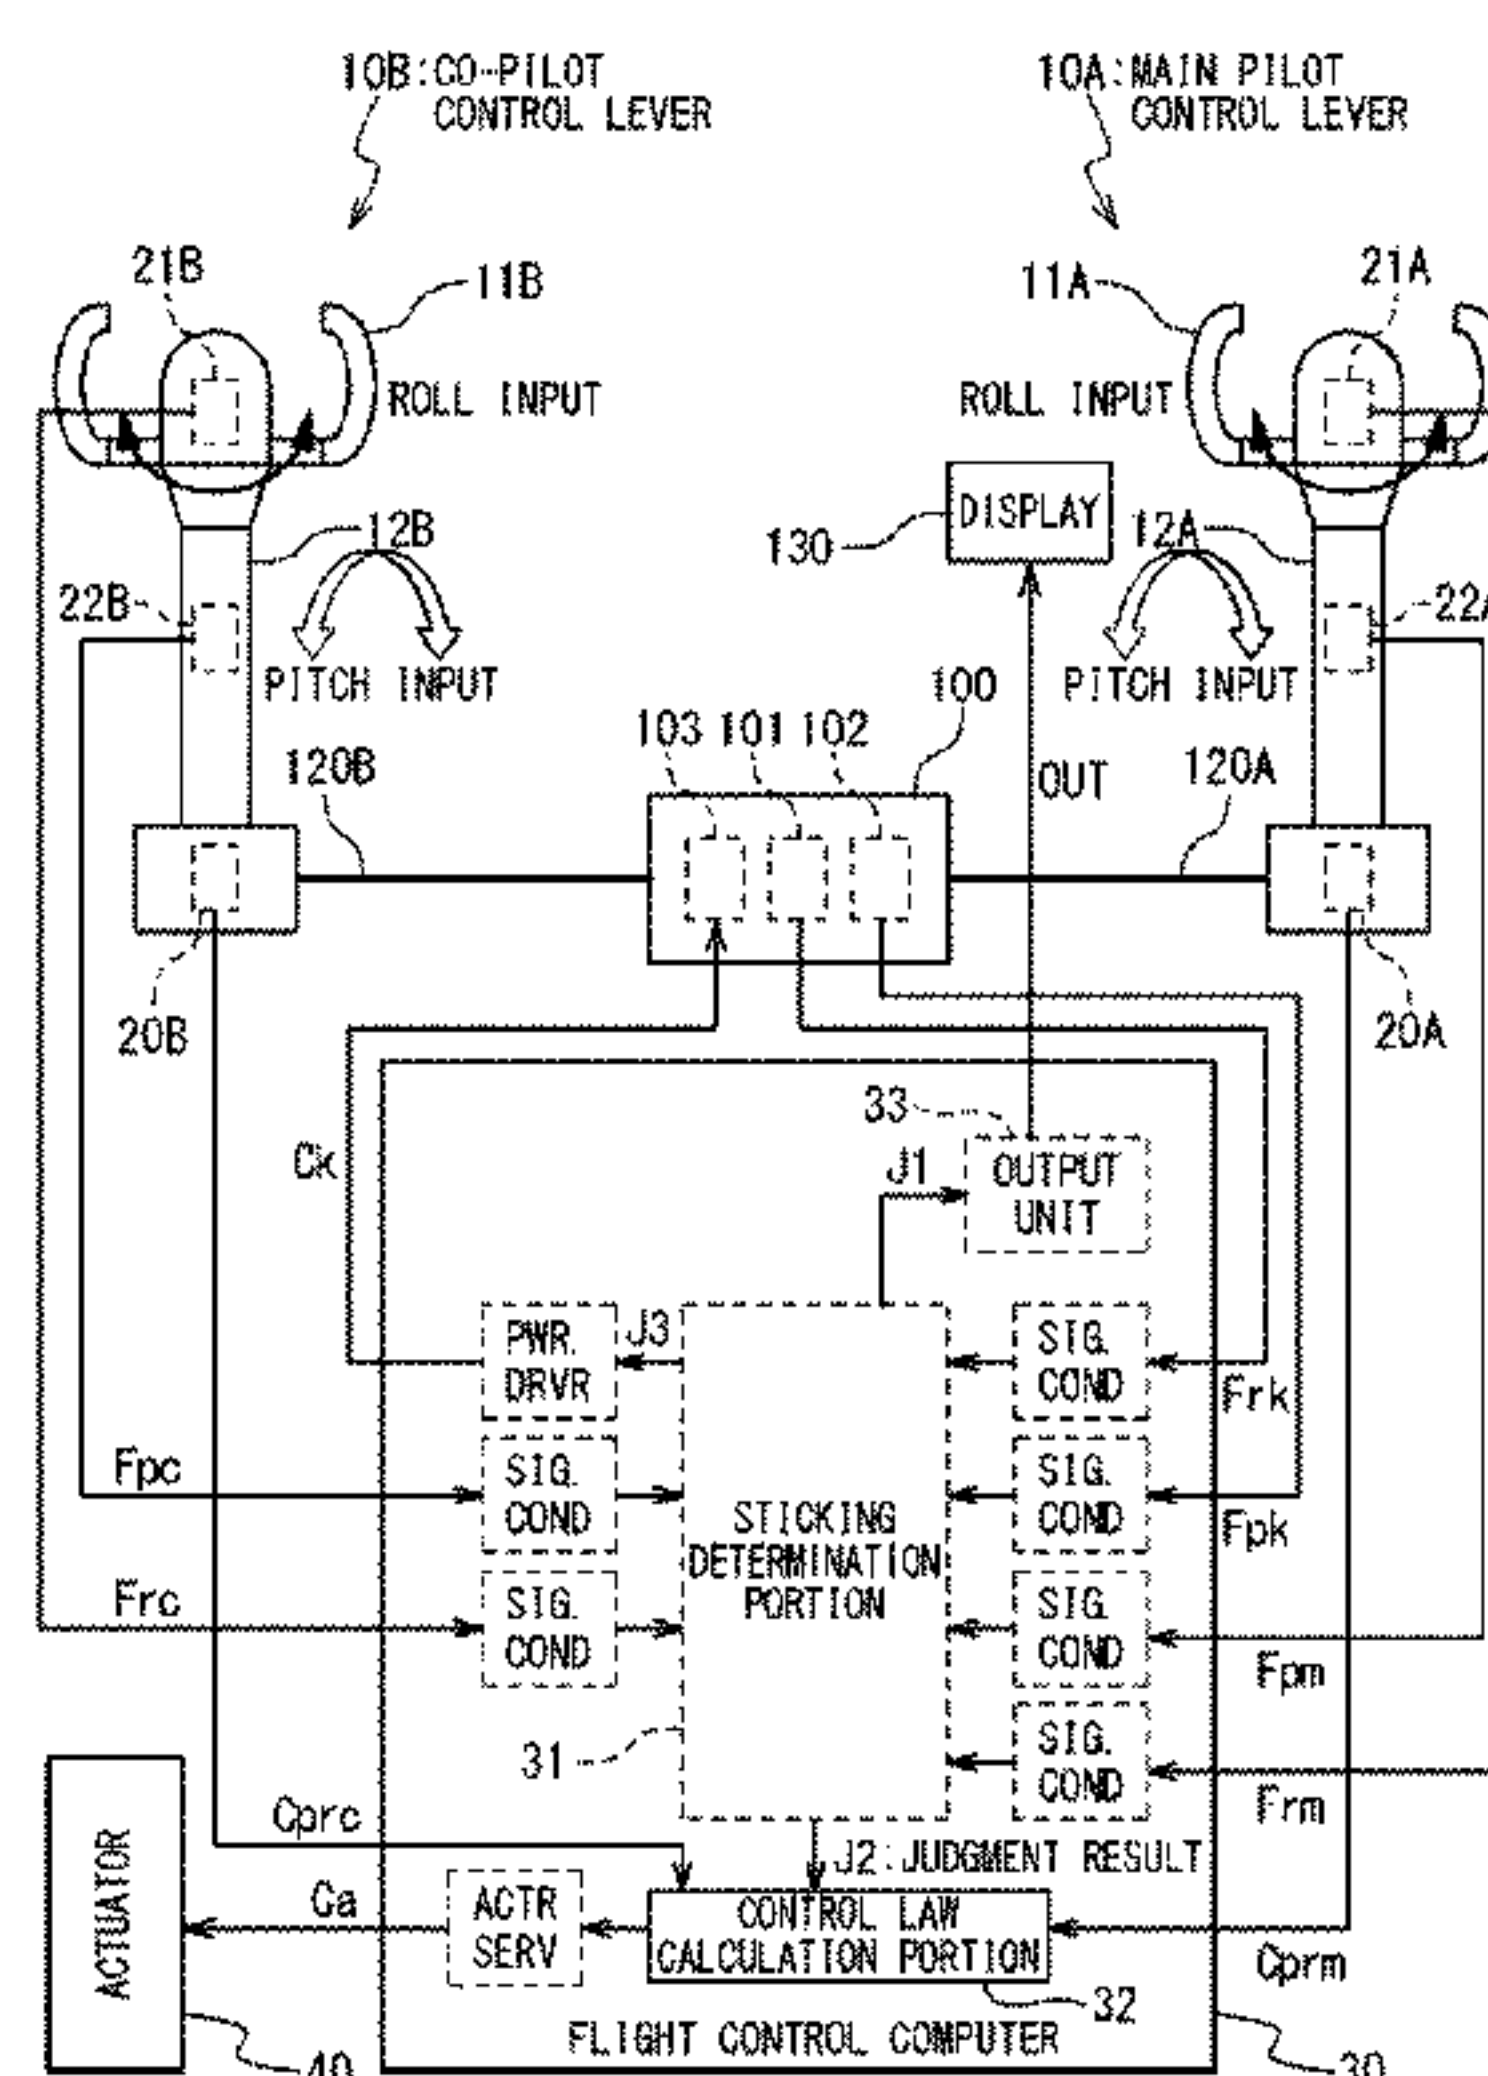 10B:CO-PILOT
CONTROL LEVER
10A:MAIN PILOT
CONTROL LEVER
21B
11B
11A
21A
ROLL INPUT
ROLL INPUT
DISPLAY
130
12B
12A
22B
22A
PITCH INPUT
PITCH INPUT
100
103
101
102
OUT
120B
120A
20B
20A
33
Ck
J1
OUTPUT
UNIT
PWR.
DRVR
J3
SIG.
COND
Frk
Fpc
SIG.
COND
STICKING
DETERMINATION
PORTION
SIG.
COND
Fpk
Frc
SIG.
COND
SIG.
COND
Fpm
31
SIG.
COND
Frm
Cprc
J2:JUDGMENT RESULT
ACTUATOR
Ca
ACTR
SERV
CONTROL LAW
CALCULATION PORTION
Cprm
32
FLIGHT CONTROL COMPUTER
40
30